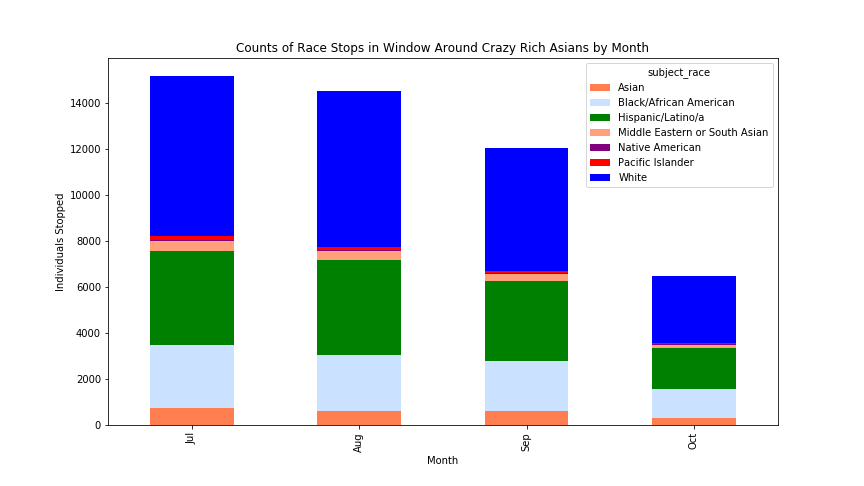 Counts of Race Stops in Window Around Crazy Rich Asians by Month
subject_race
Asian
Black/African American
Hispanic/Latino/a
Middle Eastern or South Asian
Native American
Pacific Islander
White
Individuals Stopped
14000
12000
10000
8000
6000
4000
2000
0
Jul
Aug
Sep
Oct
Month